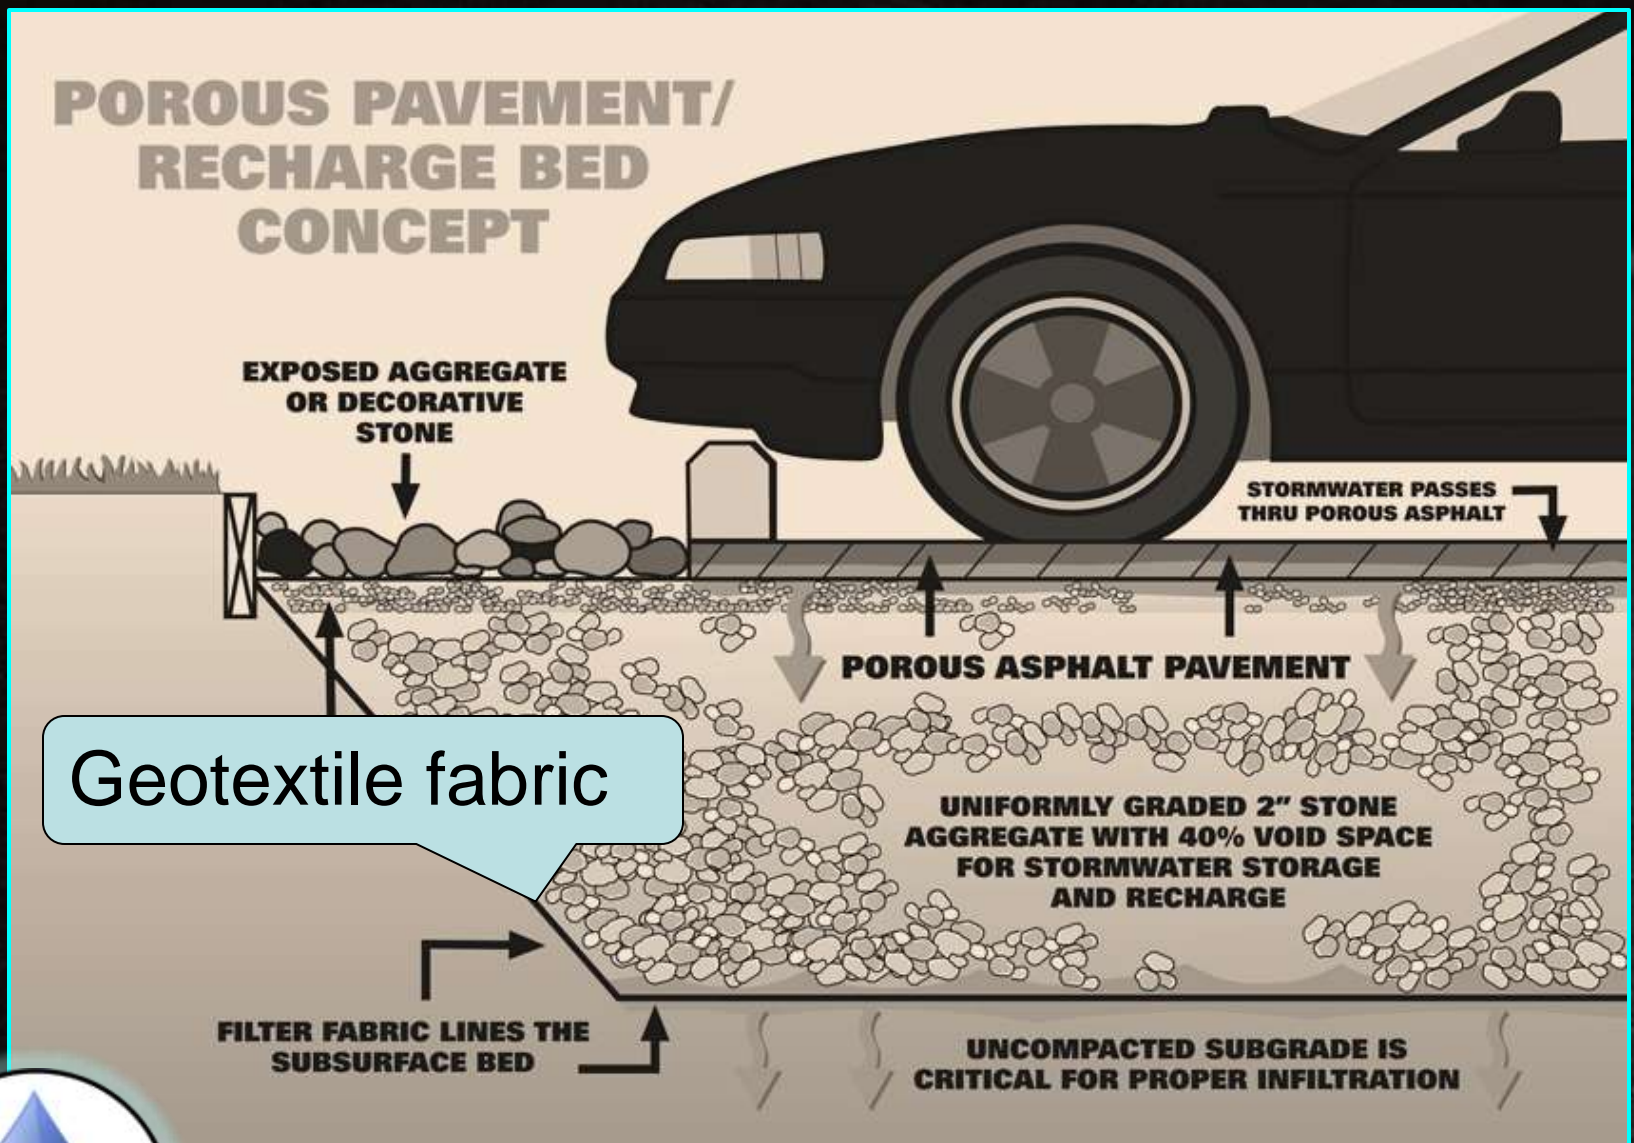 POROUS PAVEMENT/
RECHARGE BED
CONCEPT
EXPOSED AGGREGATE
OR DECORATIVE
STONE
STORMWATER PASSES
THRU POROUS ASPHALT
POROUS ASPHALT PAVEMENT
Geotextile fabric
UNIFORMLY GRADED 2" STONE
AGGREGATE WITH 40% VOID SPACE
FOR STORMWATER STORAGE
AND RECHARGE
FILTER FABRIC LINES THE
SUBSURFACE BED
UNCOMPACTED SUBGRADE IS
CRITICAL FOR PROPER INFILTRATION